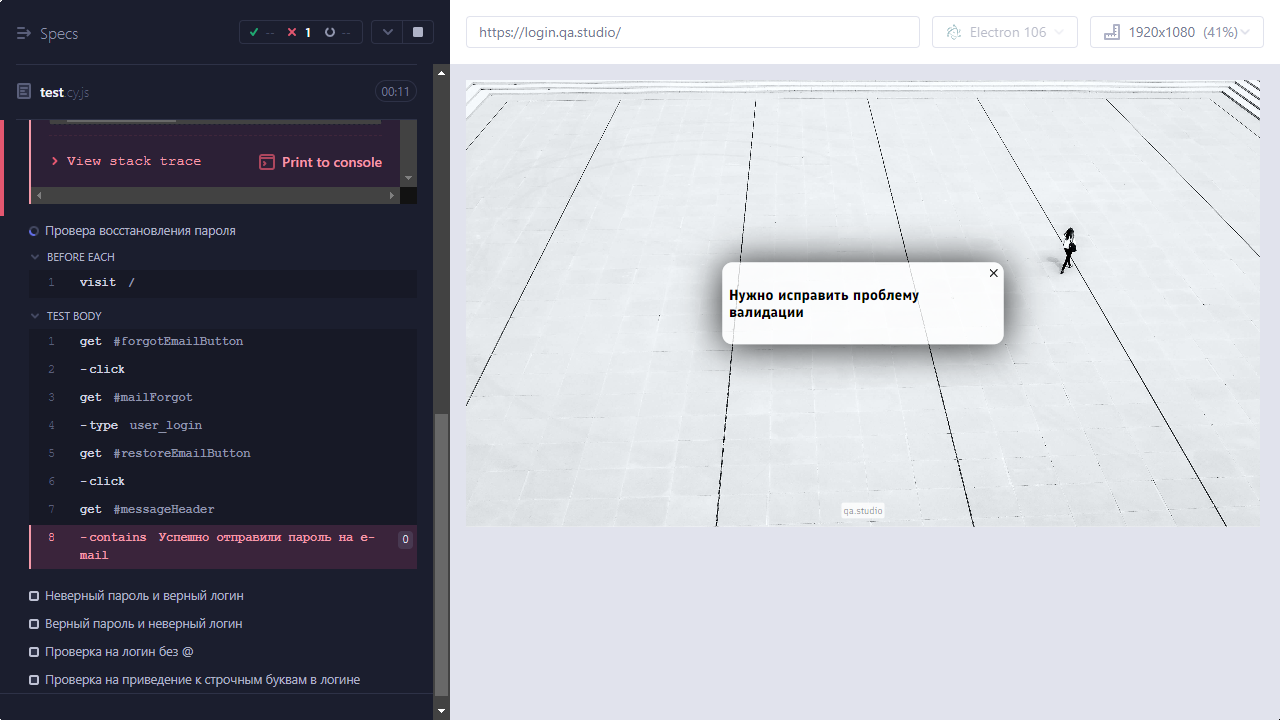 Specs
-- 1 --
test.cy.js
00:11
View stack trace
Print to console
Провера восстановления пароля
BEFORE EACH
1 visit /
TEST BODY
1 get #forgotEmailButton
2 -click
3 get #mailForgot
4 -type user_login
5 get #restoreEmailButton
6 -click
7 get #messageHeader
8 -contains Успешно отправили пароль на e-
mail
0
Неверный пароль и верный логин
Верный пароль и неверный логин
Проверка на логин без @
Проверка на приведение к строчным буквам в логине
https://login.qa.studio/
Electron 106
1920x1080 (41%)
Нужно исправить проблему
валидации
qa.studio